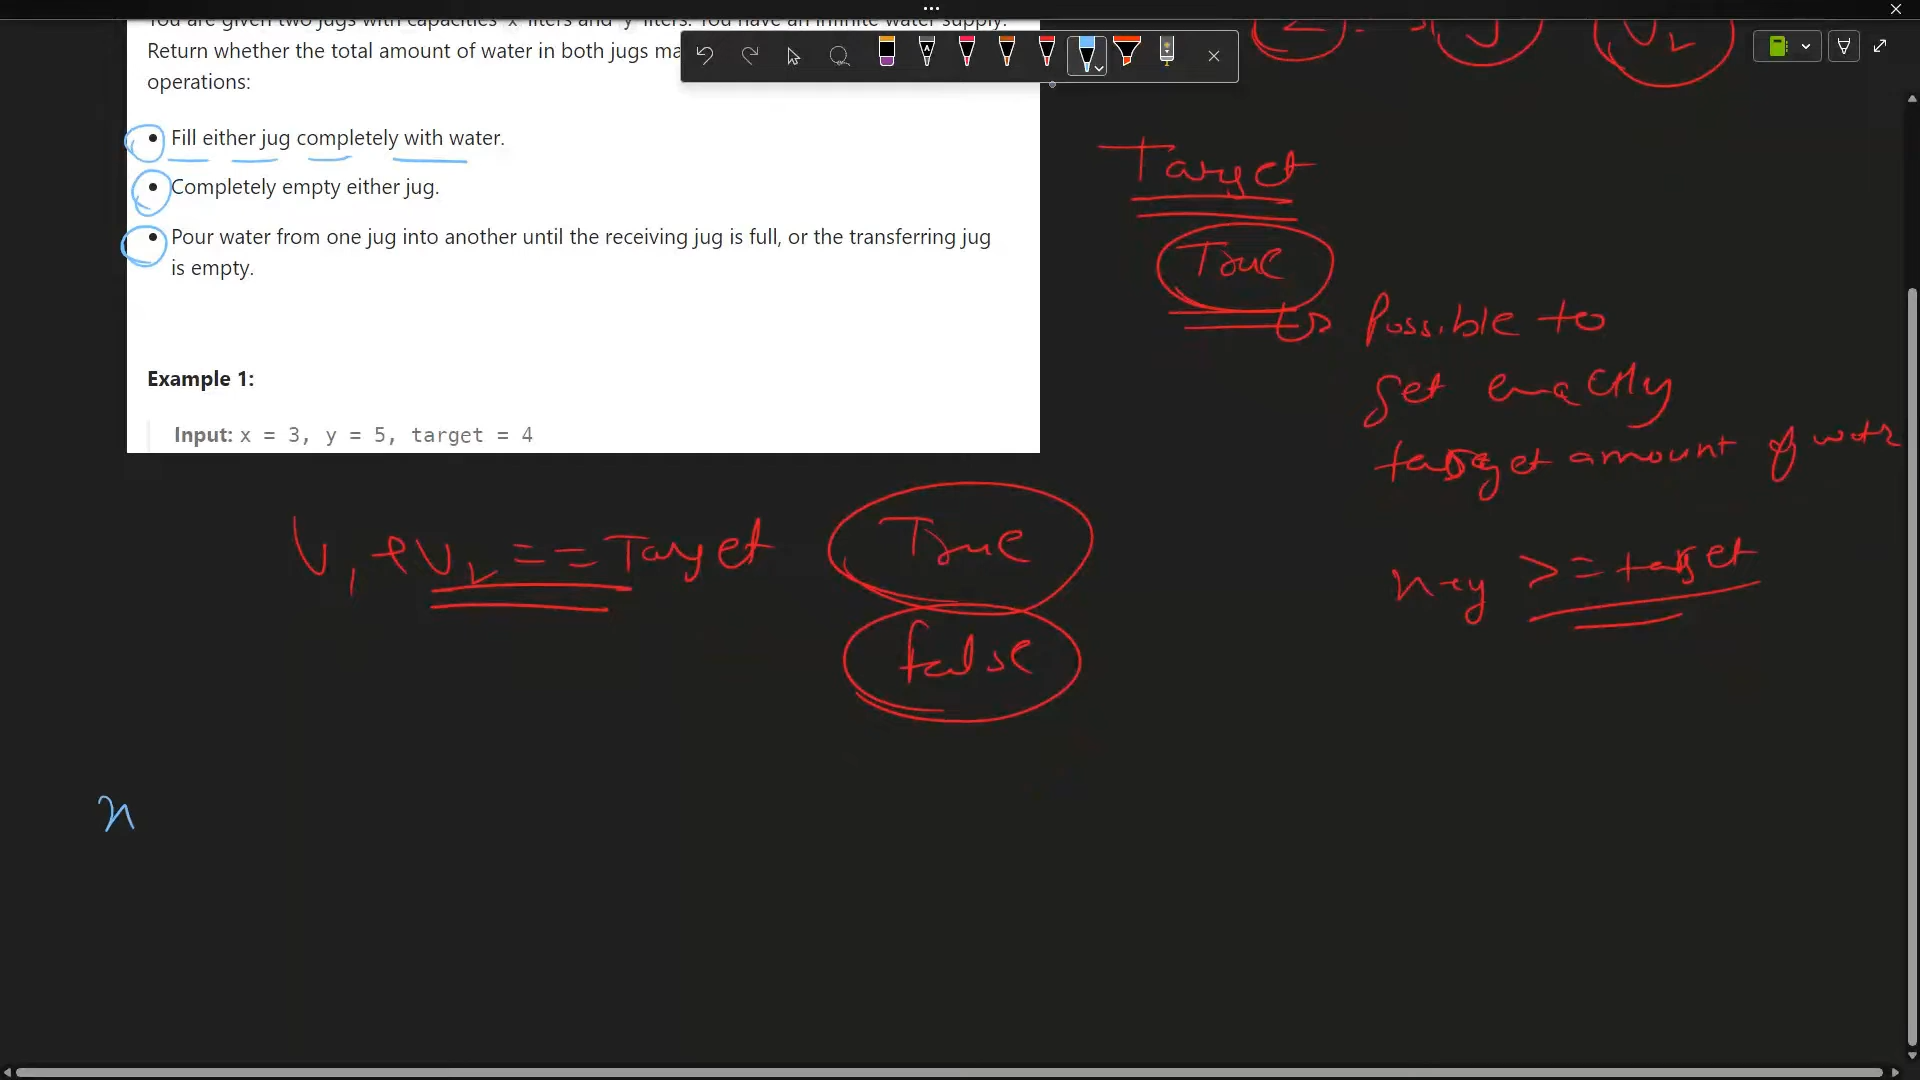 Return whether the total amount of water in both jugs ma
operations:
Fill either jug completely with water.
Completely empty either jug.
Pour water from one jug into another until the receiving jug is full, or the transferring jug
is empty.
Example 1:
Input: x = 3, y = 5, target = 4
Target
True
Possible to
get exactly
target amount of
x+y >= target
V1 + V2 == Target
True
False
x